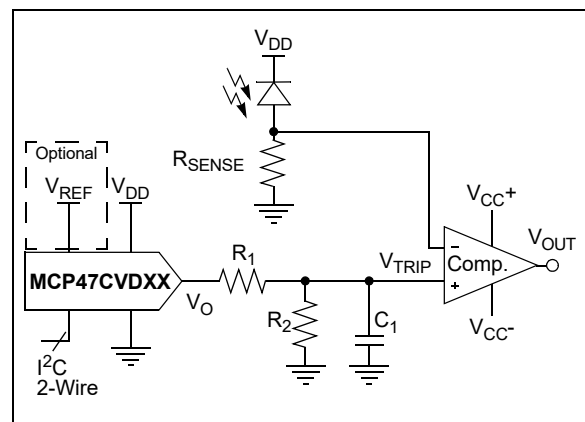 V_DD
Optional
V_REF
V_DD
R_SENSE
V_CC+
V_OUT
MCP47CVDXX
V_O
R_1
V_TRIP
–
Comp.
+
R_2
C_1
V_CC-
I²C
2-Wire